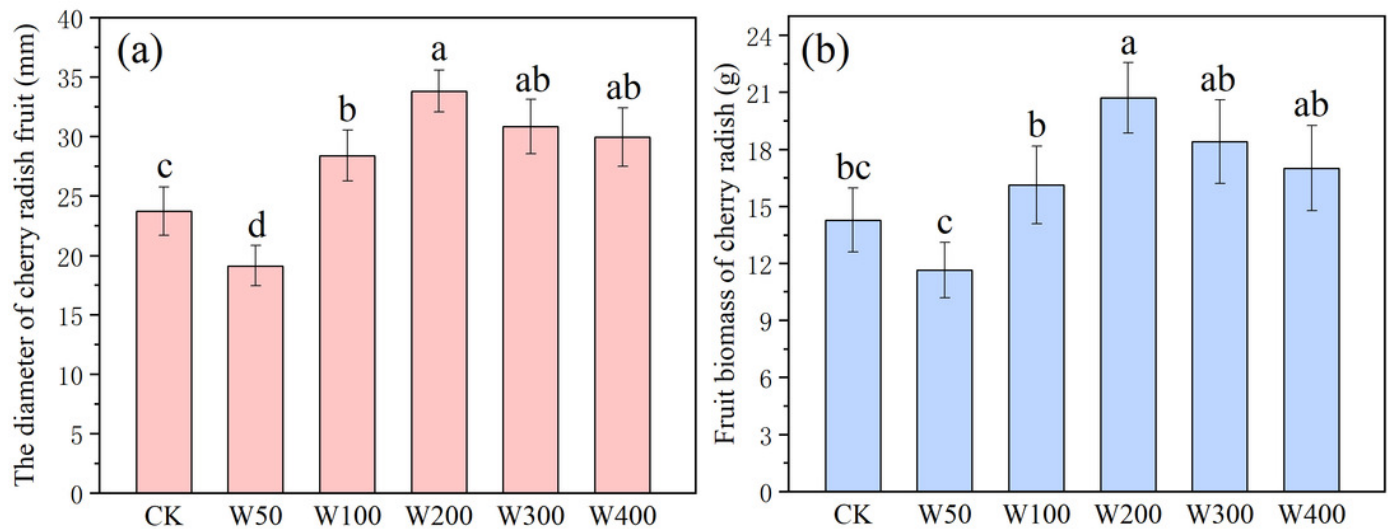 (a)
The diameter of cherry radish fruit (mm)
40
35
30
25
20
15
10
5
0
c
d
b
a
ab
ab
CK W50 W100 W200 W300 W400
(b)
Fruit biomass of cherry radish (g)
24
21
18
15
12
9
6
3
0
bc
c
b
a
ab
ab
CK W50 W100 W200 W300 W400